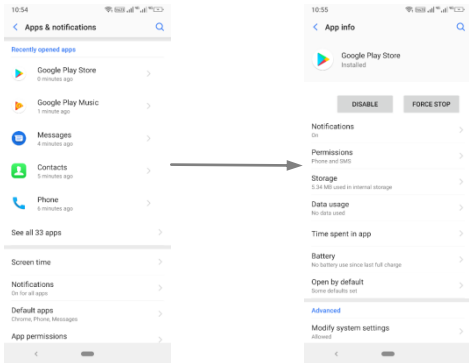 10:54
Apps & notifications
Recently opened apps
Google Play Store
6 minutes ago
Google Play Music
1 minute ago
Messages
4 minutes ago
Contacts
5 minutes ago
Phone
6 minutes ago
See all 33 apps
Screen time
Notifications
On for all apps
Default apps
Chrome, Phone, Messages
App permissions
10:55
App info
Google Play Store
Installed
DISABLE
FORCE STOP
Notifications
On
Permissions
Phone and SMS
Storage
5.34 MB used in internal storage
Data usage
No data used
Time spent in app
Battery
No battery use since last full charge
Open by default
Some defaults set
Advanced
Modify system settings
Allowed